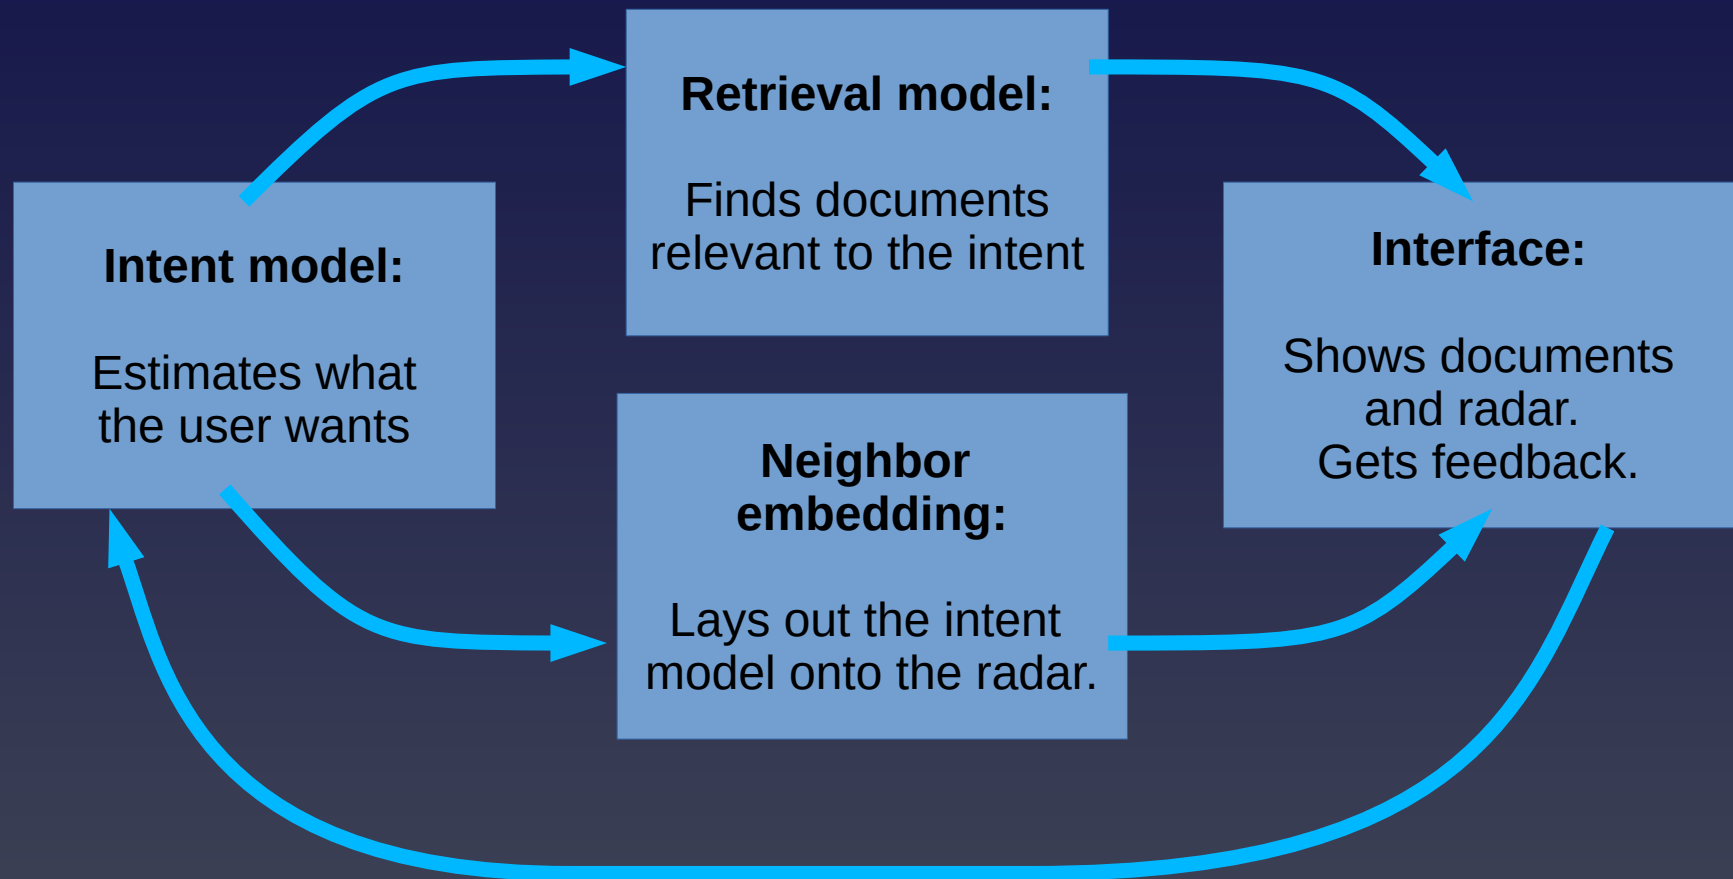 Intent model:
Estimates what
the user wants
Retrieval model:
Finds documents
relevant to the intent
Neighbor
embedding:
Lays out the intent
model onto the radar.
Interface:
Shows documents
and radar.
Gets feedback.